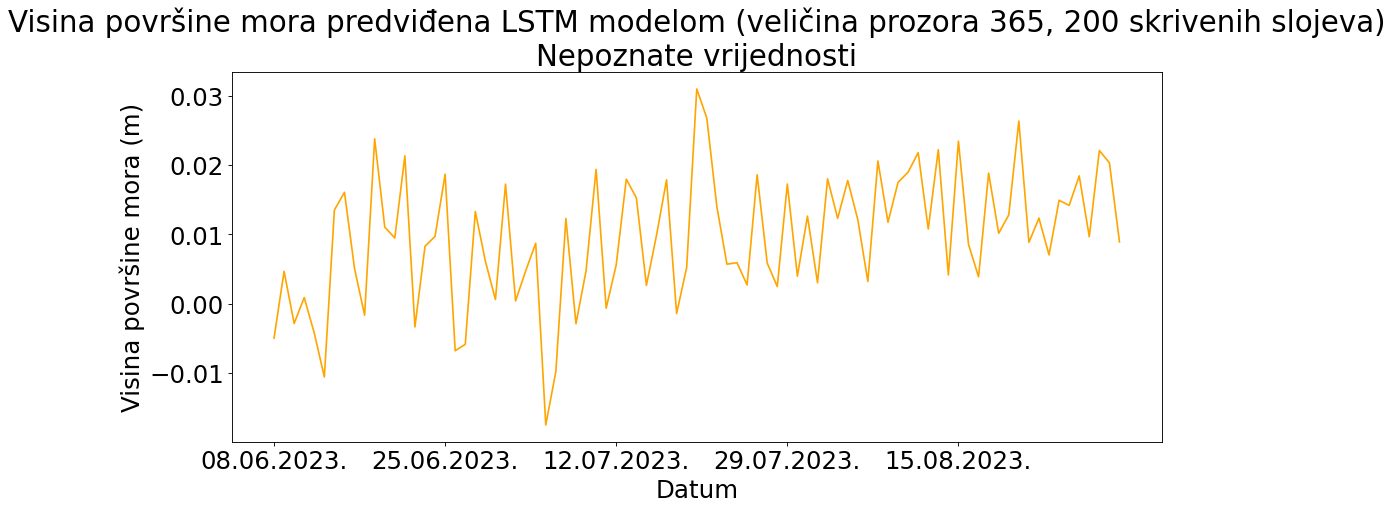 Visina površine mora predviđena LSTM modelom (veličina prozora 365, 200 skrivenih slojeva)
Nepoznate vrijednosti
Visina površine mora (m)
0.03
0.02
0.01
0.00
−0.01
08.06.2023. 25.06.2023. 12.07.2023. 29.07.2023. 15.08.2023.
Datum